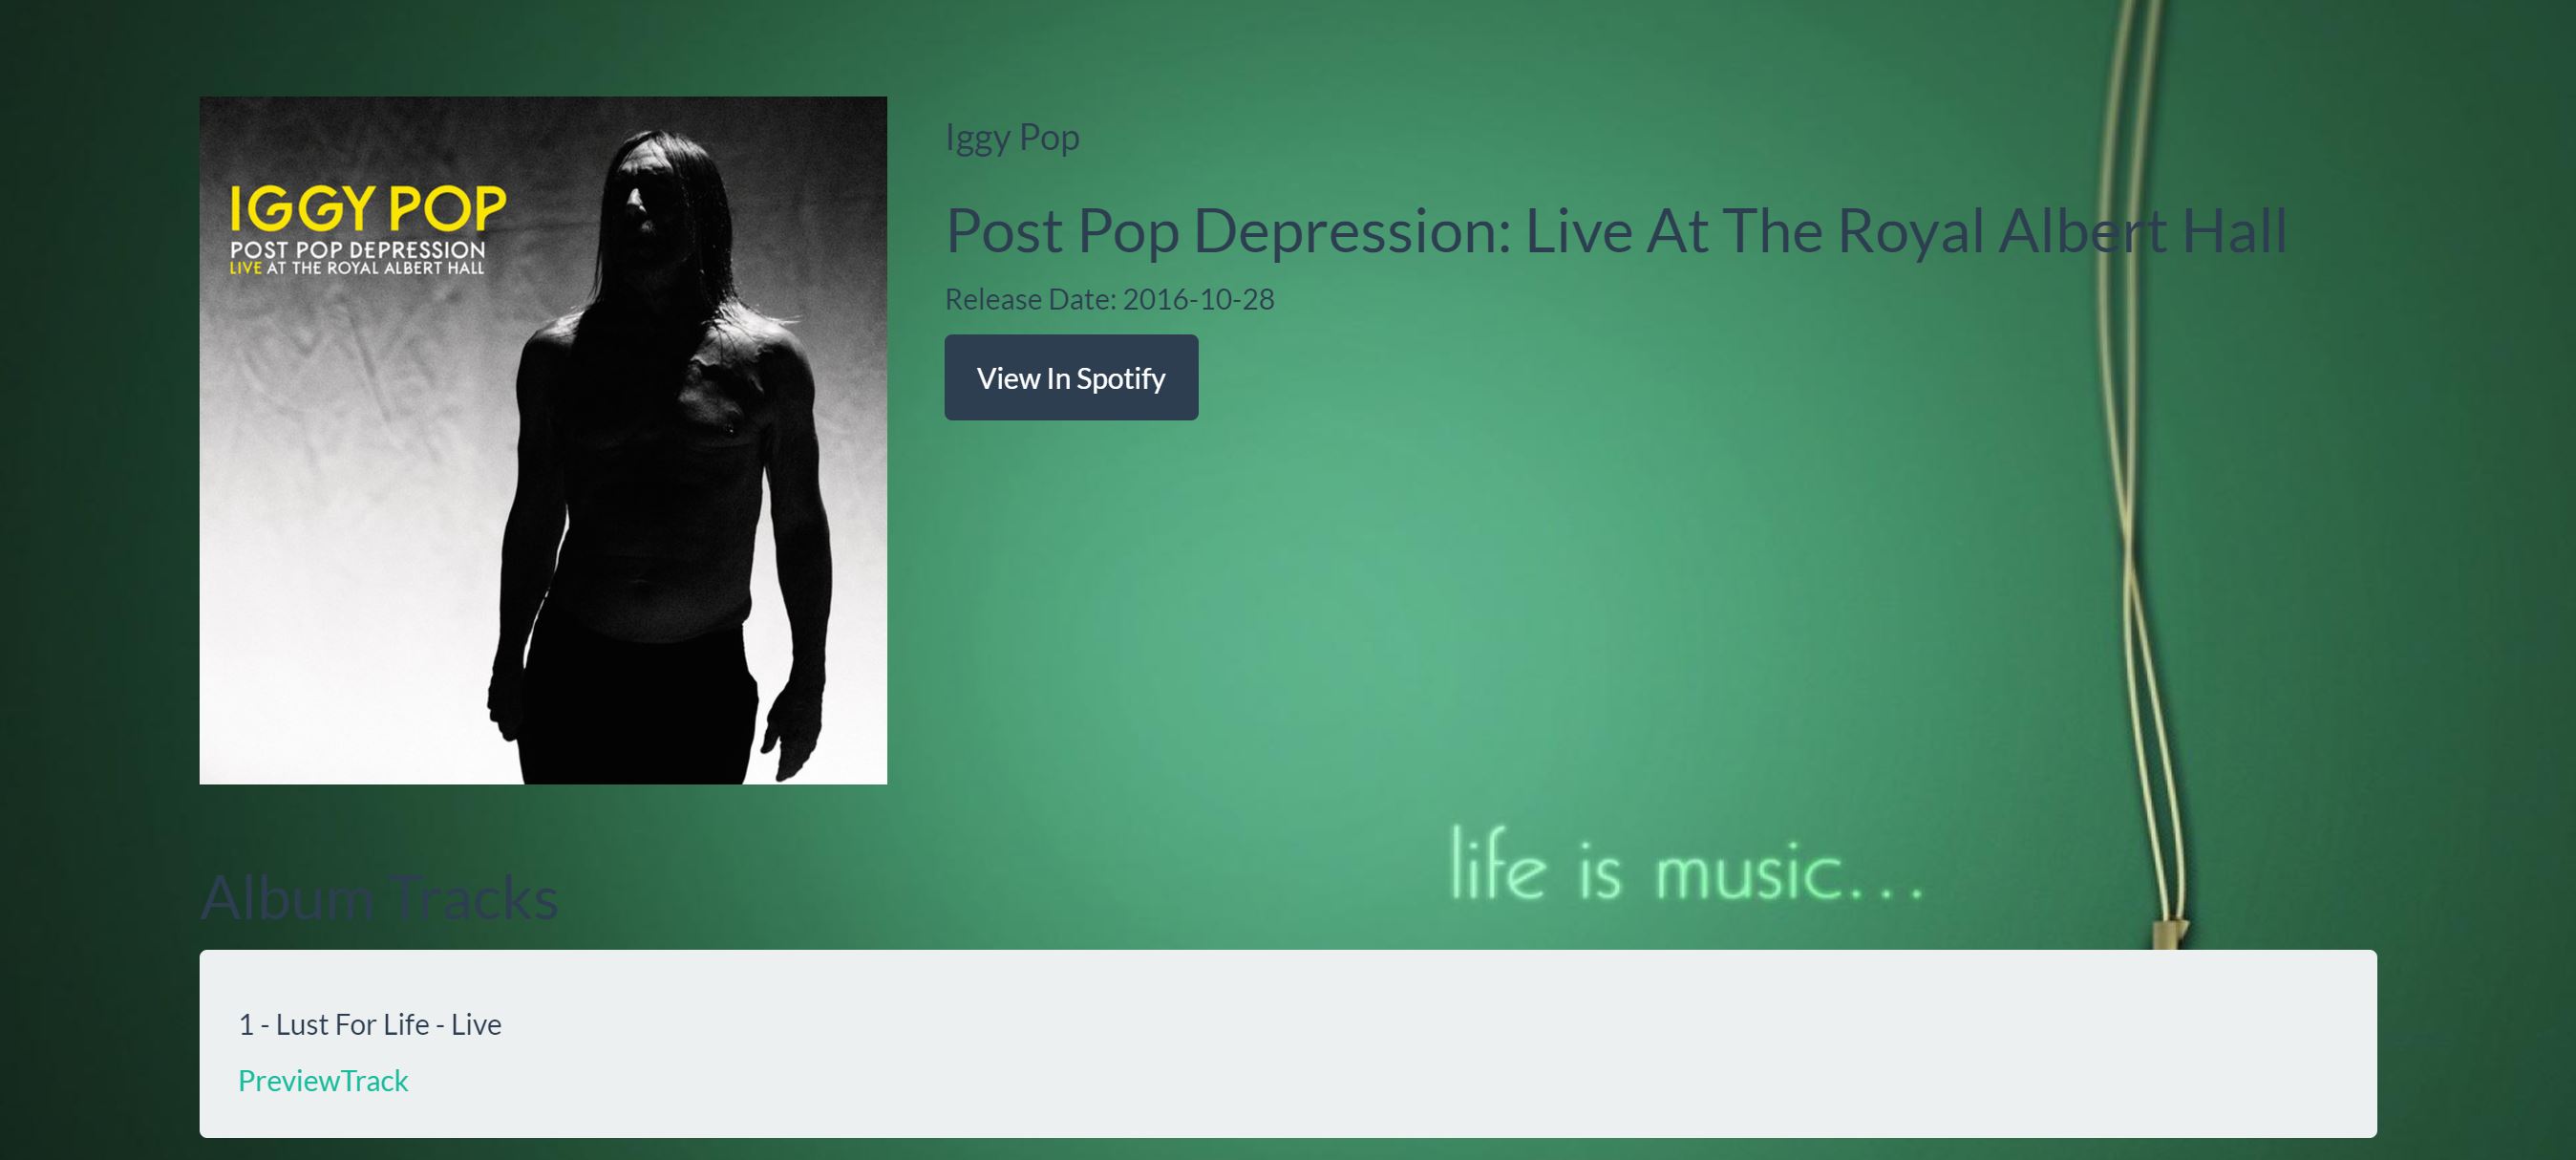 IGGY POP
POST POP DEPRESSION
LIVE AT THE ROYAL ALBERT HALL
Iggy Pop
Post Pop Depression: Live At The Royal Albert Hall
Release Date: 2016-10-28
View In Spotify
life is music...
Album Tracks
1 - Lust For Life - Live
PreviewTrack